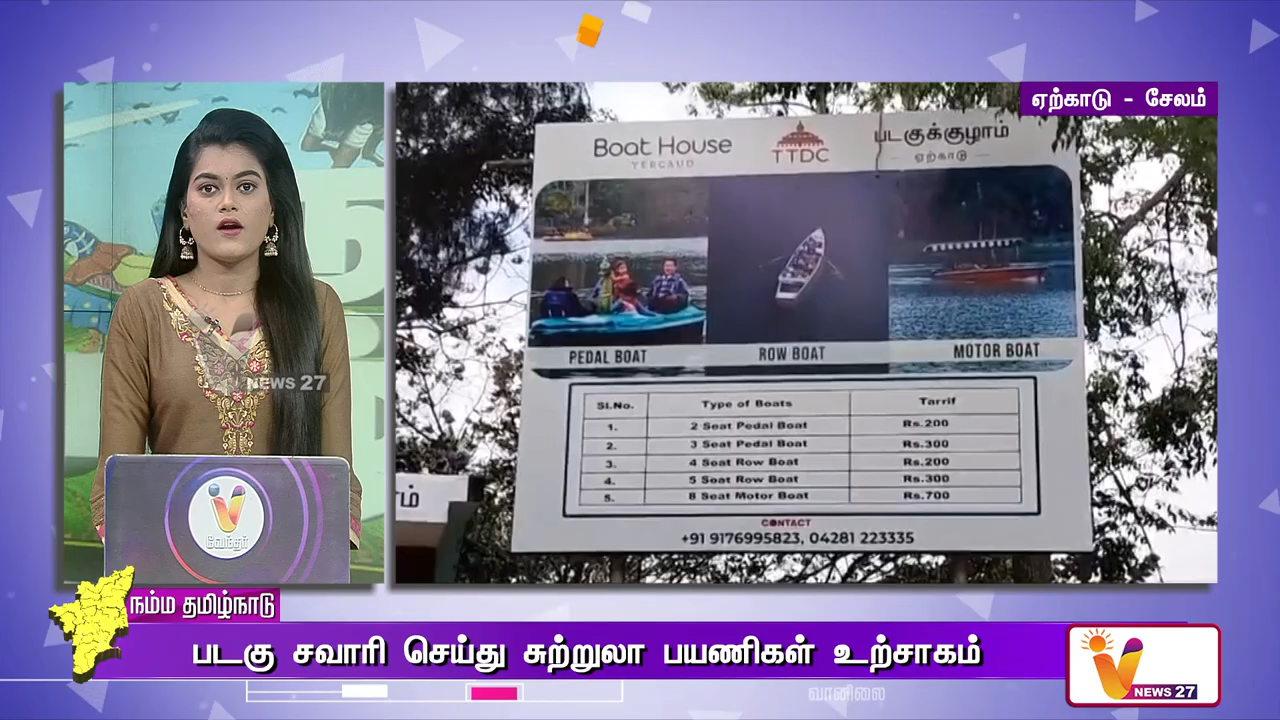 ஏற்காடு - சேலம்
Boat House
YERCAUD
TTDC
படகுக்குழாம்
ஏற்காடு
PEDAL BOAT
ROW BOAT
MOTOR BOAT
Sl.No. Type of Boats Tarrif
1. 2 Seat Pedal Boat Rs.200
2. 3 Seat Pedal Boat Rs.300
3. 4 Seat Row Boat Rs.200
4. 5 Seat Row Boat Rs.300
5. 8 Seat Motor Boat Rs.700
CONTACT
+91 9176995823, 04281 223335
NEWS 27
வேந்தர்
நம்ம தமிழ்நாடு
படகு சவாரி செய்து சுற்றுலா பயணிகள் உற்சாகம்
NEWS 27
வானிலை